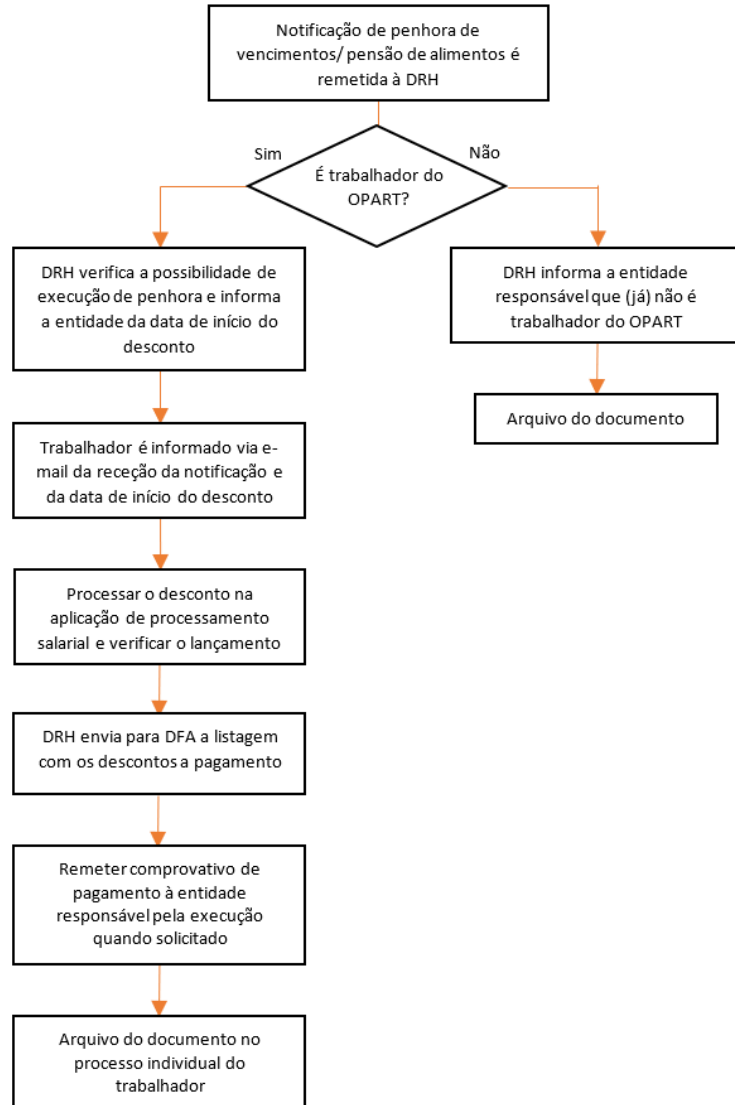 Notificação de penhora de
vencimentos/ pensão de alimentos é
remetida à DRH
Sim
Não
É trabalhador do
OPART?
DRH verifica a possibilidade de
execução de penhora e informa
a entidade da data de início do
desconto
DRH informa a entidade
responsável que (já) não é
trabalhador do OPART
Arquivo do documento
Trabalhador é informado via e-
mail da receção da notificação e
da data de início do desconto
Processar o desconto na
aplicação de processamento
salarial e verificar o lançamento
DRH envia para DFA a listagem
com os descontos a pagamento
Remeter comprovativo de
pagamento à entidade
responsável pela execução
quando solicitado
Arquivo do documento no
processo individual do
trabalhador